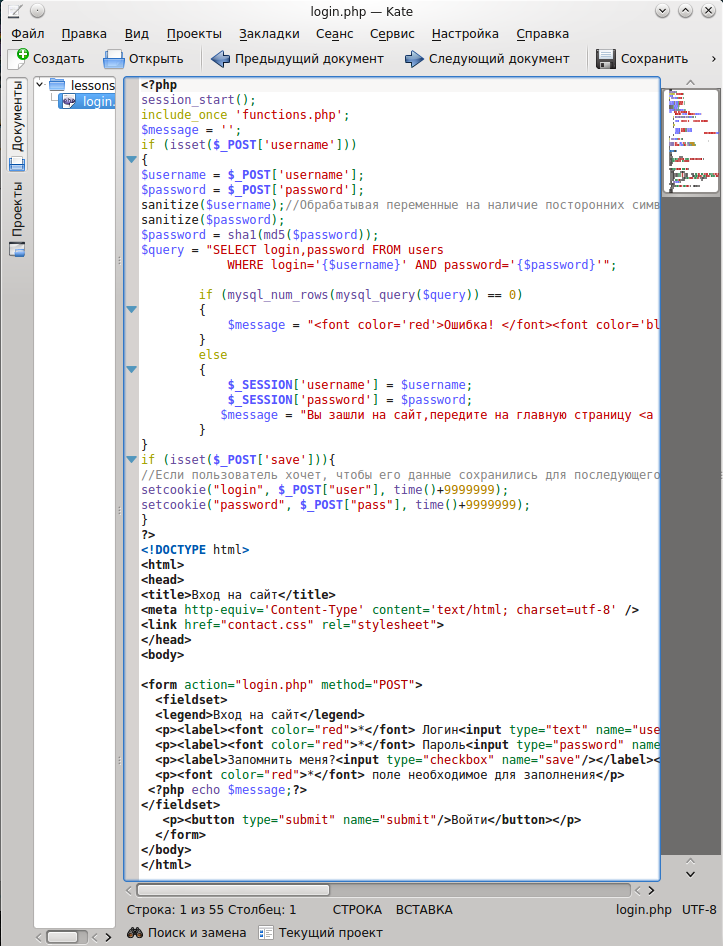 login.php — Kate
Файл Правка Вид Проекты Закладки Сеанс Сервис Настройка Справка
Создать Открыть Предыдущий документ Следующий документ Сохранить
Документы
Проекты
lessons
login.
<?php
session_start();
include_once 'functions.php';
$message = '';
if (isset($_POST['username']))
{
$username = $_POST['username'];
$password = $_POST['password'];
sanitize($username);//Обрабатывая переменные на наличие посторонних симв
sanitize($password);
$password = sha1(md5($password));
$query = "SELECT login,password FROM users
WHERE login='{$username}' AND password='{$password}'";
if (mysql_num_rows(mysql_query($query)) == 0)
{
$message = "<font color='red'>Ошибка! </font><font color='bl
}
else
{
$_SESSION['username'] = $username;
$_SESSION['password'] = $password;
$message = "Вы зашли на сайт,передите на главную страницу <a
}
}
if (isset($_POST['save'])){
//Если пользователь хочет, чтобы его данные сохранились для последующего
setcookie("login", $_POST["user"], time()+9999999);
setcookie("password", $_POST["pass"], time()+9999999);
}
?>
<!DOCTYPE html>
<html>
<head>
<title>Вход на сайт</title>
<meta http-equiv='Content-Type' content='text/html; charset=utf-8' />
<link href="contact.css" rel="stylesheet">
</head>
<body>
<form action="login.php" method="POST">
<fieldset>
<legend>Вход на сайт</legend>
<p><label><font color="red">*</font> Логин<input type="text" name="use
<p><label><font color="red">*</font> Пароль<input type="password" name
<p><label>Запомнить меня?<input type="checkbox" name="save"/></label><
<p><font color="red">*</font> поле необходимое для заполнения</p>
<?php echo $message;?>
</fieldset>
<p><button type="submit" name="submit"/>Войти</button></p>
</form>
</body>
</html>
Строка: 1 из 55 Столбец: 1 СТРОКА ВСТАВКА login.php UTF-8
Поиск и замена Текущий проект